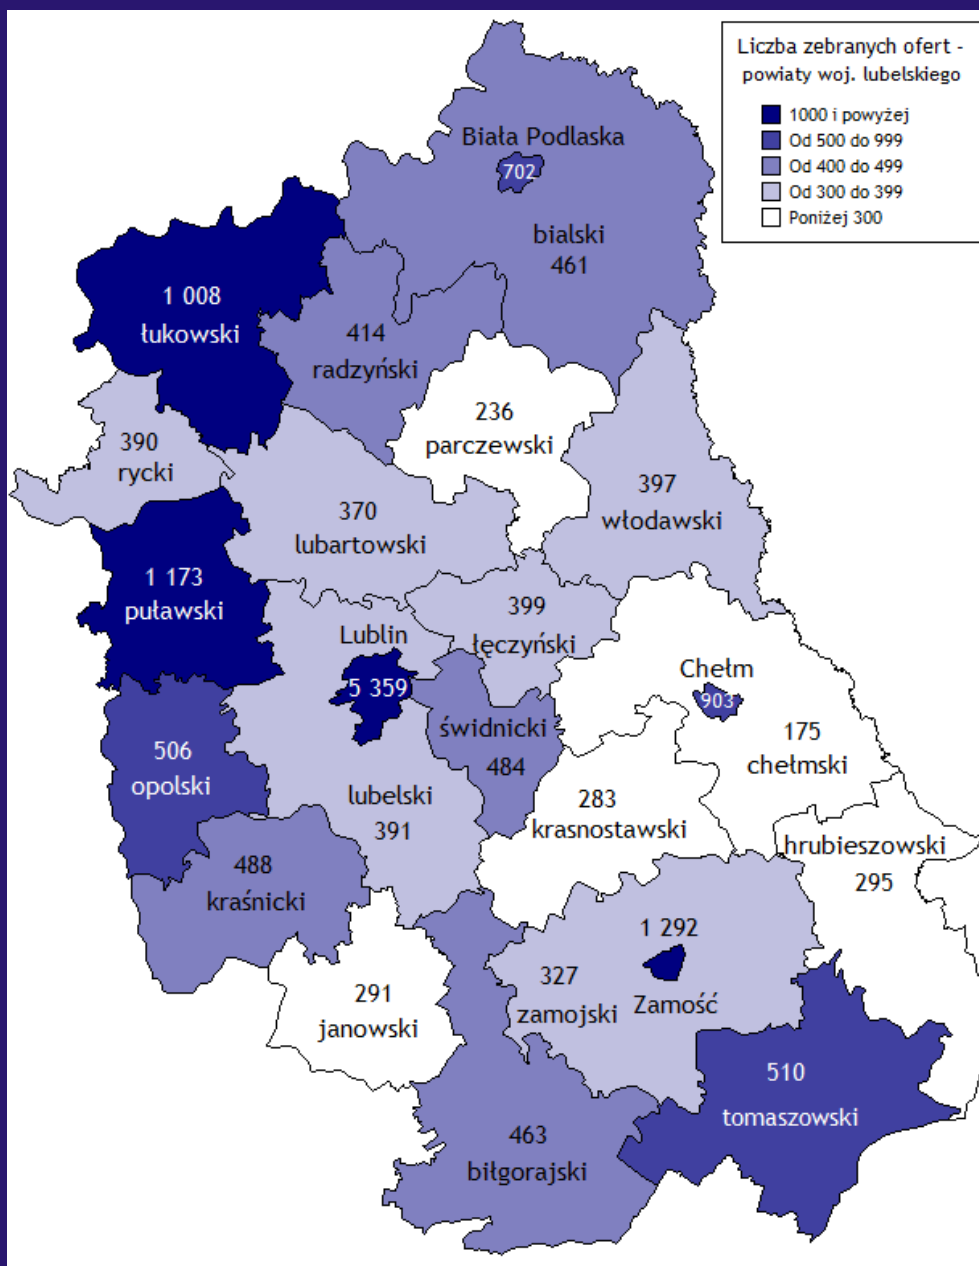 Liczba zebranych ofert -
powiaty woj. lubelskiego
1000 i powyżej
Od 500 do 999
Od 400 do 499
Od 300 do 399
Poniżej 300
Biała Podlaska
702
bialski
461
1 008
łukowski
414
radzyński
236
parczewski
390
rycki
397
włodawski
370
lubartowski
1 173
puławski
399
łęczyński
Lublin
5 359
Chełm
903
175
chełmski
świdnicki
484
506
opolski
lubelski
391
283
krasnostawski
hrubieszowski
295
488
kraśnicki
1 292
Zamość
327
zamojski
291
janowski
510
tomaszowski
463
biłgorajski